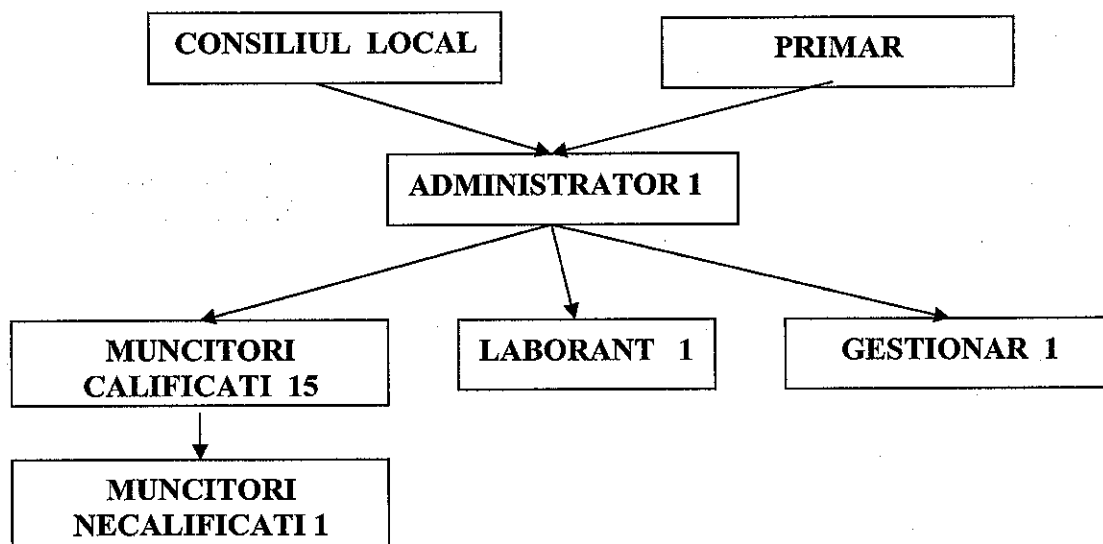 CONSILIUL LOCAL
PRIMAR
ADMINISTRATOR 1
MUNCITORI
CALIFICATI 15
LABORANT 1
GESTIONAR 1
MUNCITORI
NECALIFICATI 1